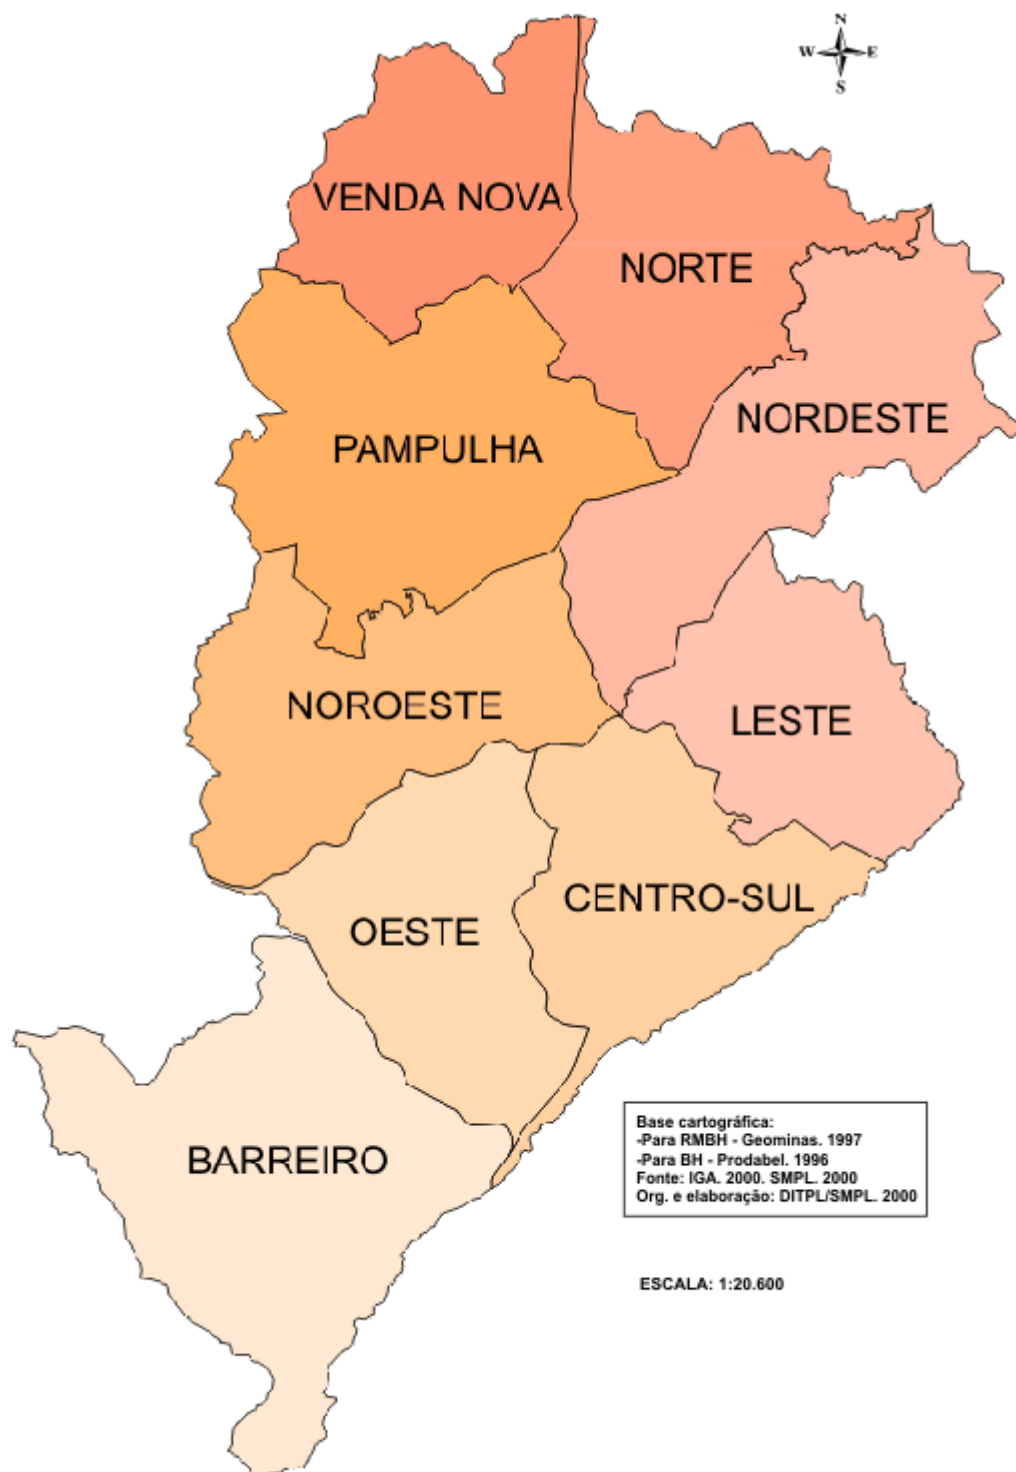 N
W E
S
VENDA NOVA
NORTE
NORDESTE
PAMPULHA
NOROESTE
LESTE
CENTRO-SUL
OESTE
BARREIRO
Base cartográfica:
-Para RMBH - Geominas. 1997
-Para BH - Prodabel. 1996
Fonte: IGA. 2000. SMPL. 2000
Org. e elaboração: DITPL/SMPL. 2000
ESCALA: 1:20.600